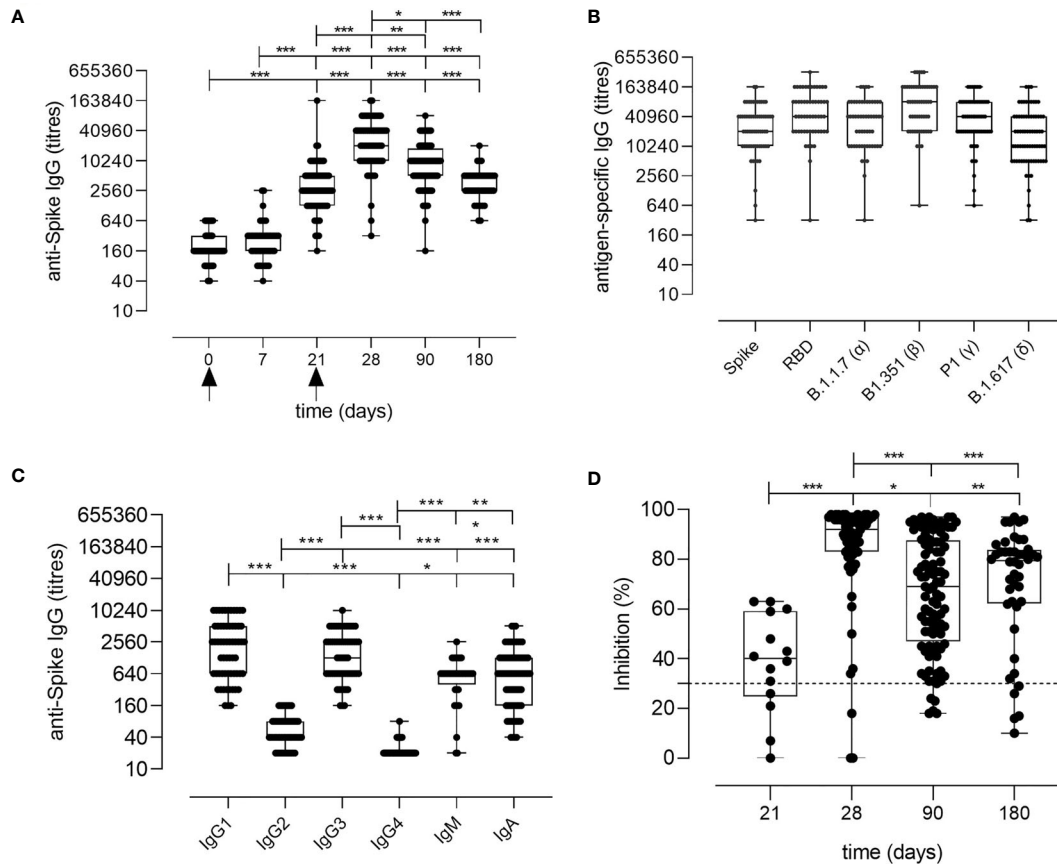 A
anti-Spike IgG (titres)
655360
163840
40960
10240
2560
640
160
40
10
* ***
*** **
*** *** *** ***
*** *** *** ***
0 7 21 28 90 180
time (days)
B
antigen-specific IgG (titres)
655360
163840
40960
10240
2560
640
160
40
10
Spike RBD B.1.1.7 (α) B1.351 (β) P1 (γ) B.1.617 (δ)
C
anti-Spike IgG (titres)
655360
163840
40960
10240
2560
640
160
40
10
*** **
*** *
*** *** ***
*** *** *
IgG1 IgG2 IgG3 IgG4 IgM IgA
D
Inhibition (%)
100
80
60
40
20
0
*** ***
*** * **
21 28 90 180
time (days)